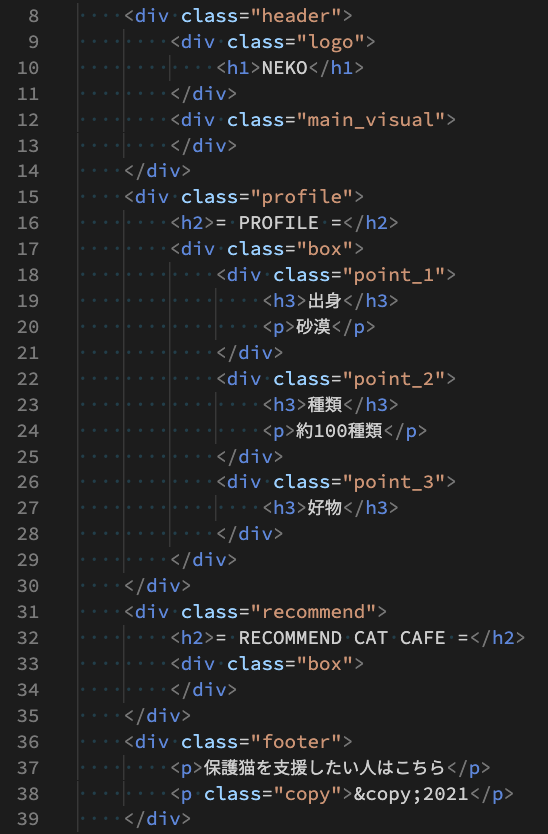 8     <div class="header">
9         <div class="logo">
10             <h1>NEKO</h1>
11         </div>
12         <div class="main_visual">
13         </div>
14     </div>
15     <div class="profile">
16         <h2>= PROFILE =</h2>
17         <div class="box">
18             <div class="point_1">
19                 <h3>出身</h3>
20                 <p>砂漠</p>
21             </div>
22             <div class="point_2">
23                 <h3>種類</h3>
24                 <p>約100種類</p>
25             </div>
26             <div class="point_3">
27                 <h3>好物</h3>
28             </div>
29         </div>
30     </div>
31     <div class="recommend">
32         <h2>= RECOMMEND CAT CAFE =</h2>
33         <div class="box">
34         </div>
35     </div>
36     <div class="footer">
37         <p>保護猫を支援したい人はこちら</p>
38         <p class="copy">&copy;2021</p>
39     </div>